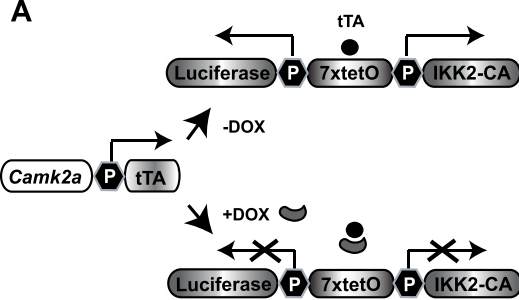 A
tTA
Luciferase P 7xtetO P IKK2-CA
-DOX
Camk2a P tTA
+DOX
Luciferase P 7xtetO P IKK2-CA